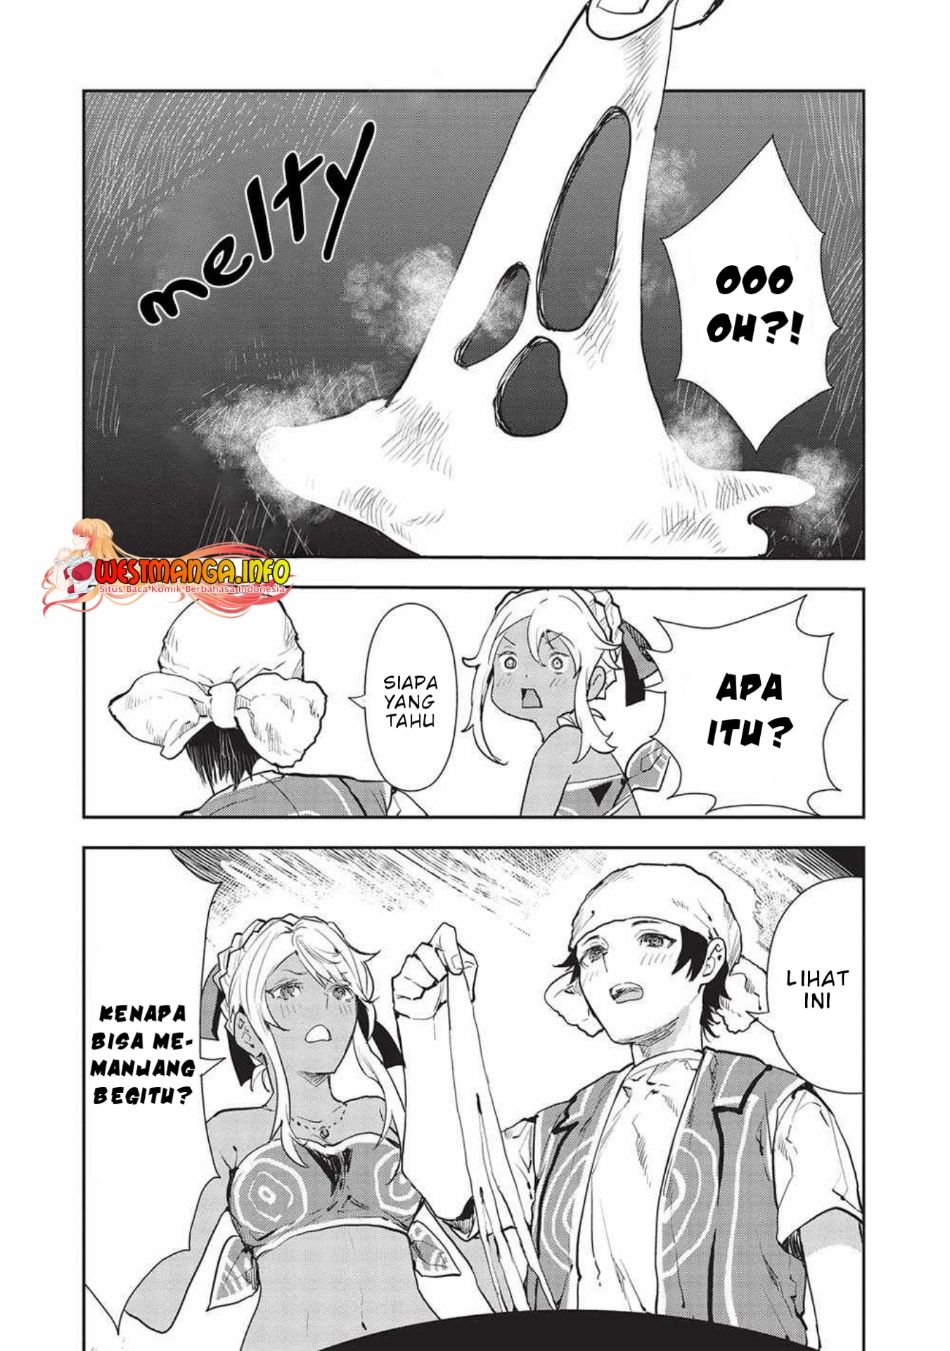 OOO
OH?!
melty
WESTMANGA.INFO
Situs Baca Komik Berbahasa Indonesia
APA
ITU?
SIAPA
YANG
TAHU
LIHAT
INI
KENAPA
BISA ME-
MANJANG
BEGITU?